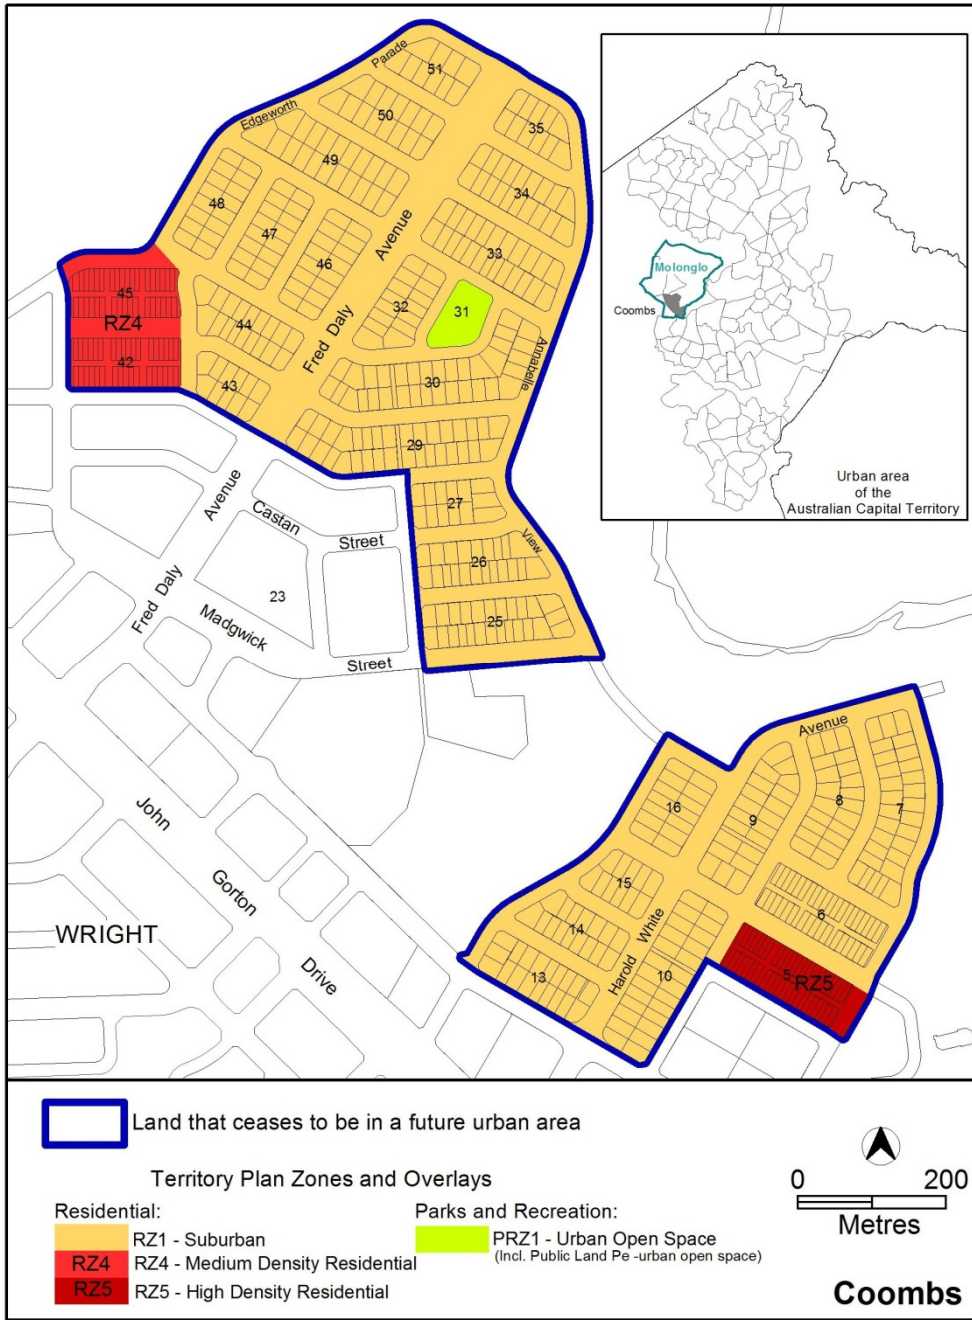 Parade
51
Edgeworth
50
35
49
34
48
47
46
Avenue
33
45
RZ4
42
44
32
31
Fred Daly
43
30
Annabelle
29
27
View
26
25
Avenue
Castan
Street
23
Fred Daly
Madgwick
Street
Molonglo
Coombs
Urban area
of the
Australian Capital Territory
Avenue
16
9
8
7
15
6
14
White
13
Harold
10
5
RZ5
John
Gorton
Drive
WRIGHT
Land that ceases to be in a future urban area
Territory Plan Zones and Overlays
Residential:
RZ1 - Suburban
RZ4 RZ4 - Medium Density Residential
RZ5 RZ5 - High Density Residential
Parks and Recreation:
PRZ1 - Urban Open Space
(Incl. Public Land Pe -urban open space)
0 200
Metres
Coombs